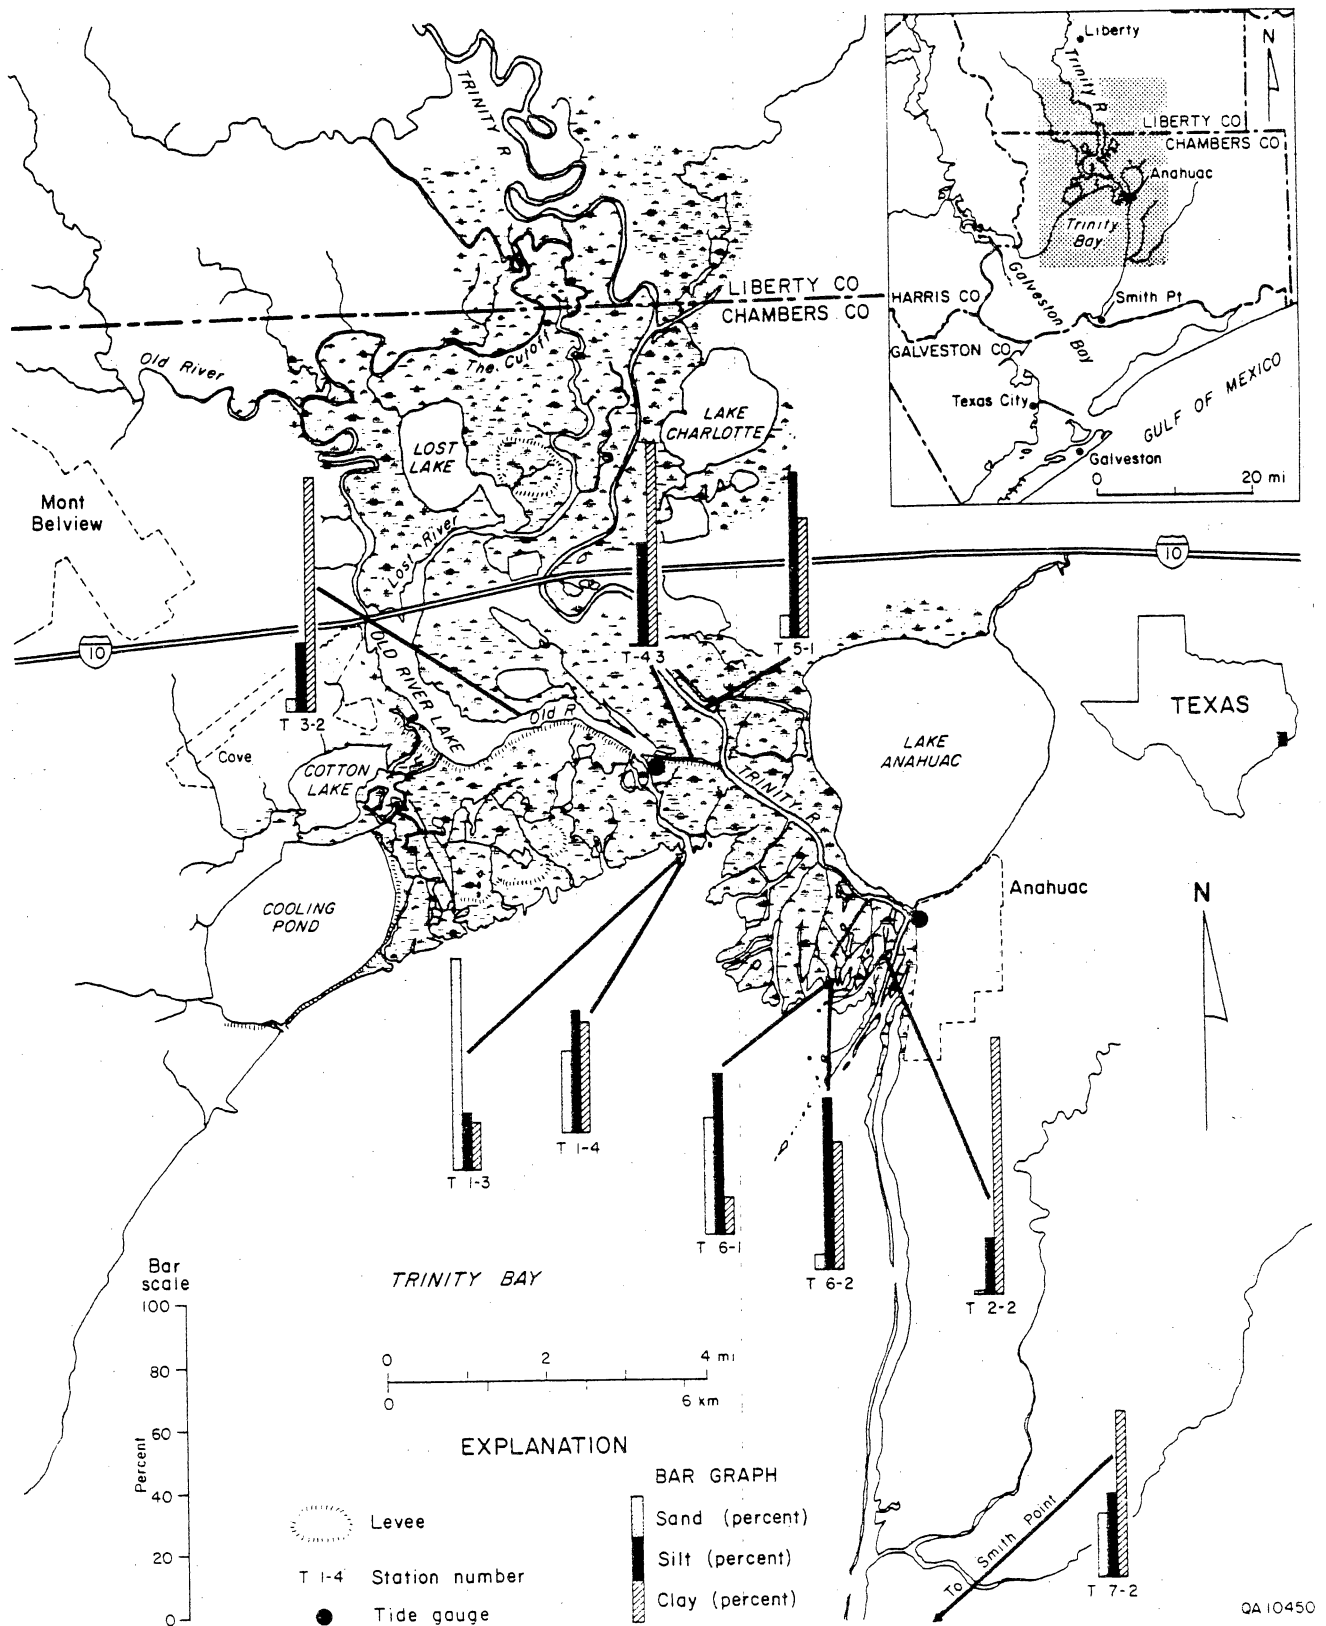 TRINITY R
Liberty
N
Trinity R
LIBERTY CO
CHAMBERS CO
Anahuac
Trinity
Bay
HARRIS CO
Galveston
Bay
Smith Pt
GALVESTON CO
Texas City
GULF OF MEXICO
Galveston
0 20 mi
LIBERTY CO
CHAMBERS CO
Old River
The Cutoff
LAKE
CHARLOTTE
LOST
LAKE
Mont
Belview
Lost River
10
10
T 5-1
T-4 3
T 3-2
OLD RIVER LAKE
Old R
TEXAS
Cove
COTTON
LAKE
LAKE
ANAHUAC
TRINITY R
COOLING
POND
Anahuac
N
T 1-4
T 1-3
T 6-1
T 6-2
T 2-2
TRINITY BAY
Bar
scale
100
80
60
40
20
0
Percent
0 2 4 mi
0 6 km
EXPLANATION
BAR GRAPH
Levee
Sand (percent)
Silt (percent)
T 1-4 Station number
Clay (percent)
Tide gauge
To Smith Point
T 7-2
QA10450